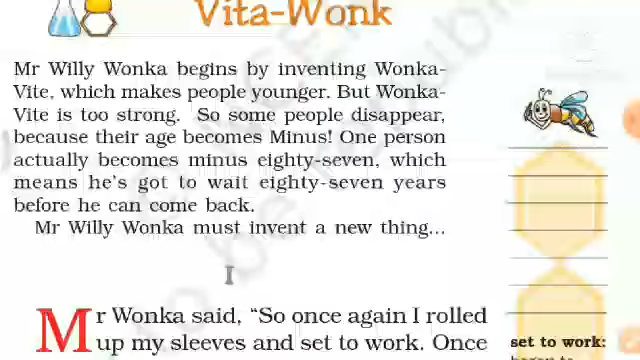 Vita-Wonk
Mr Willy Wonka begins by inventing Wonka-
Vite, which makes people younger. But Wonka-
Vite is too strong. So some people disappear,
because their age becomes Minus! One person
actually becomes minus eighty-seven, which
means he's got to wait eighty-seven years
before he can come back.
Mr Willy Wonka must invent a new thing...
I
Mr Wonka said, “So once again I rolled
up my sleeves and set to work. Once
set to work: